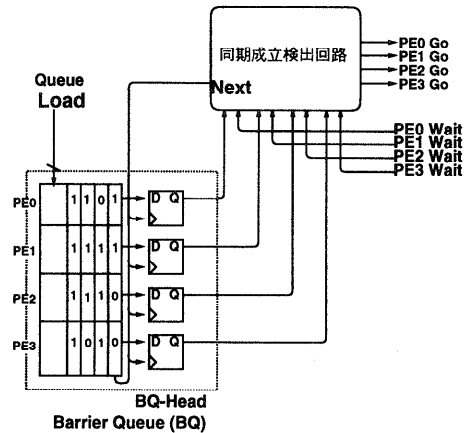 同期成立検出回路
Next
PE0 Go
PE1 Go
PE2 Go
PE3 Go
PE0 Wait
PE1 Wait
PE2 Wait
PE3 Wait
Queue
Load
PE0 1 1 0 1 D Q
PE1 1 1 1 1 D Q
PE2 1 1 1 0 D Q
PE3 1 0 1 0 D Q
BQ-Head
Barrier Queue (BQ)